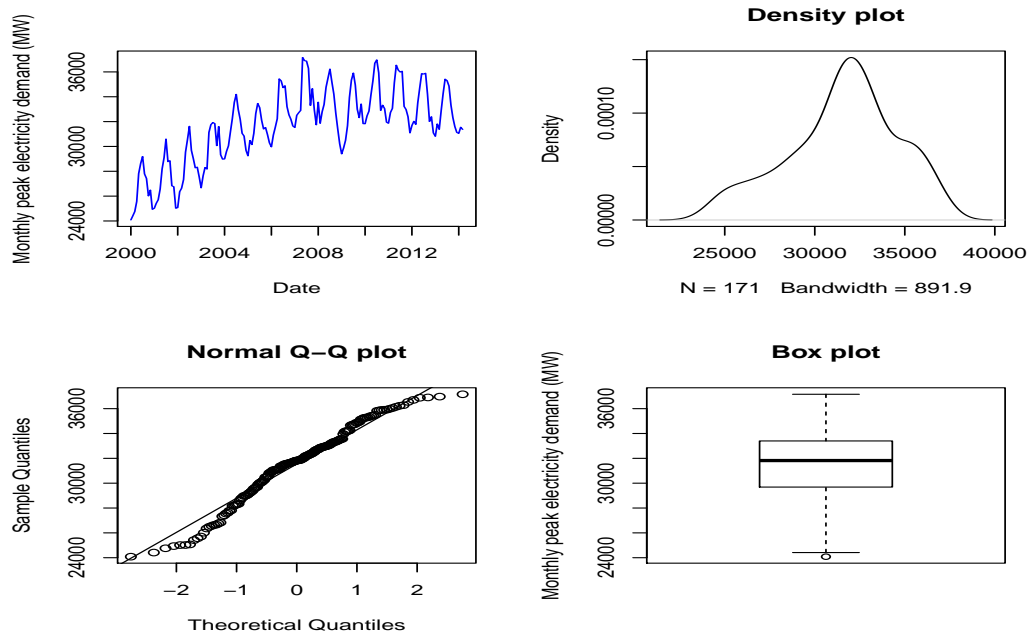 Monthly peak electricity demand (MW)
24000 30000 36000
2000 2004 2008 2012
Date
Density plot
Density
0.00000 0.00010
25000 30000 35000 40000
N = 171 Bandwidth = 891.9
Normal Q−Q plot
Sample Quantiles
24000 30000 36000
−2 −1 0 1 2
Theoretical Quantiles
Box plot
Monthly peak electricity demand (MW)
24000 30000 36000